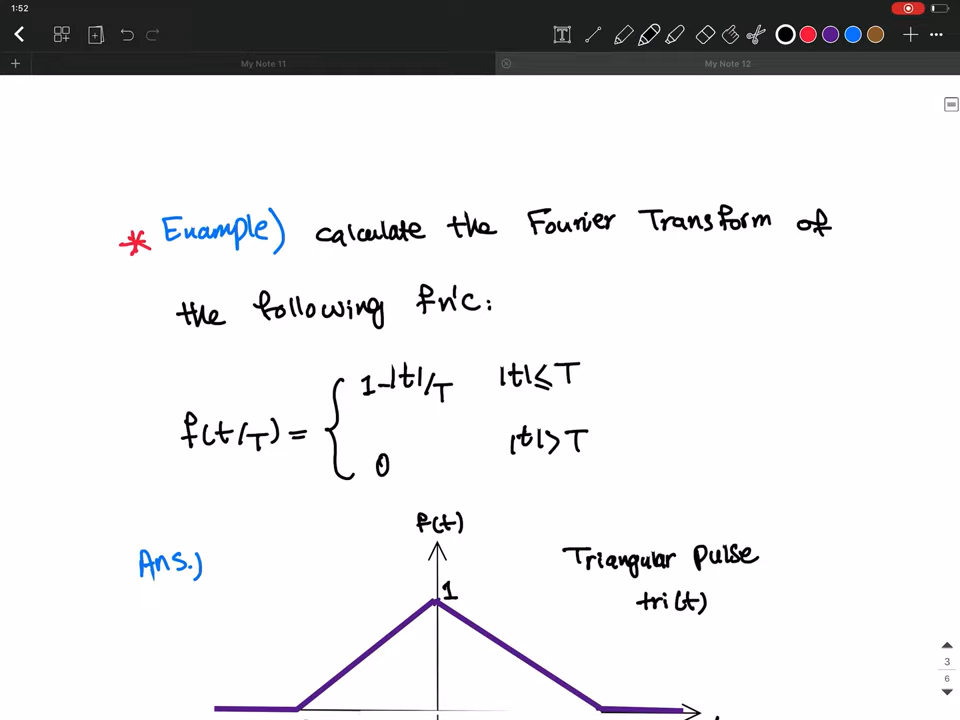 1:52
My Note 11
My Note 12
* Example) calculate the Fourier Transform of
the following fn'c:
f(t/T) = { 1-|t|/T |t|≤T
0 |t|>T
Ans.)
f(t)
1
Triangular pulse
tri(t)
3
6